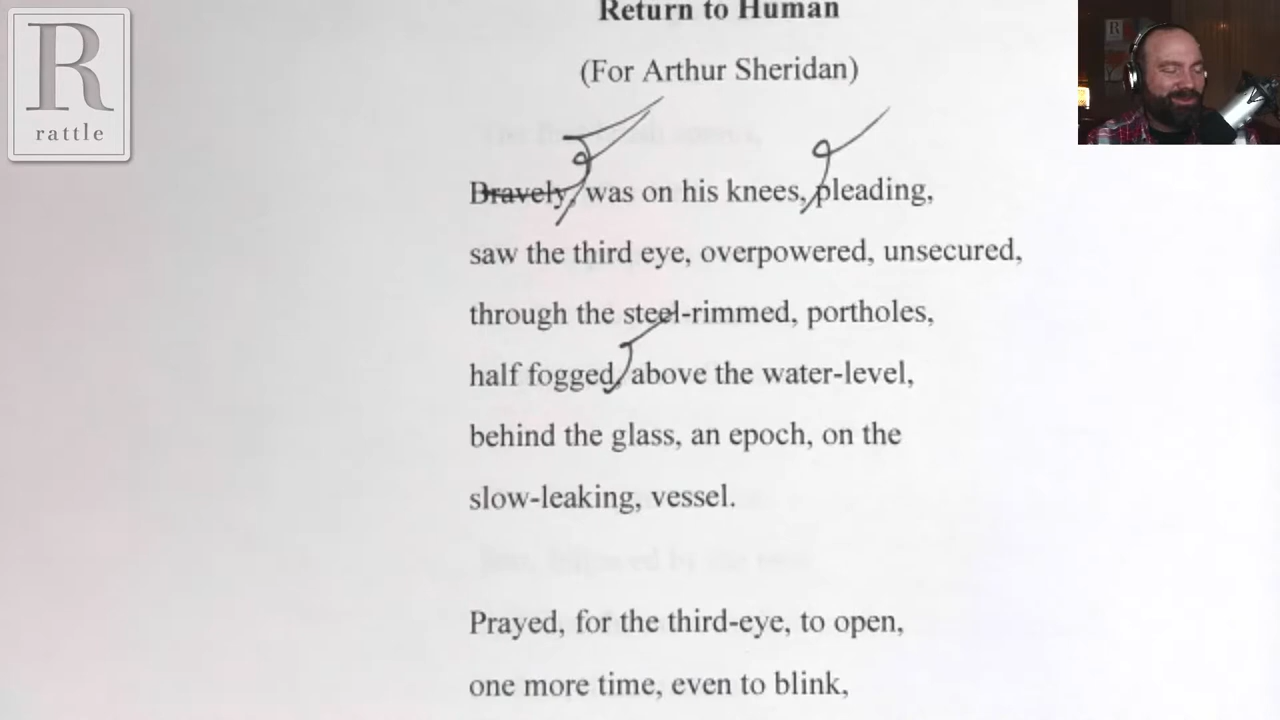 R
rattle
Return to Human
(For Arthur Sheridan)
Bravely, was on his knees, pleading,
saw the third eye, overpowered, unsecured,
through the steel-rimmed, portholes,
half fogged, above the water-level,
behind the glass, an epoch, on the
slow-leaking, vessel.
Prayed, for the third-eye, to open,
one more time, even to blink,